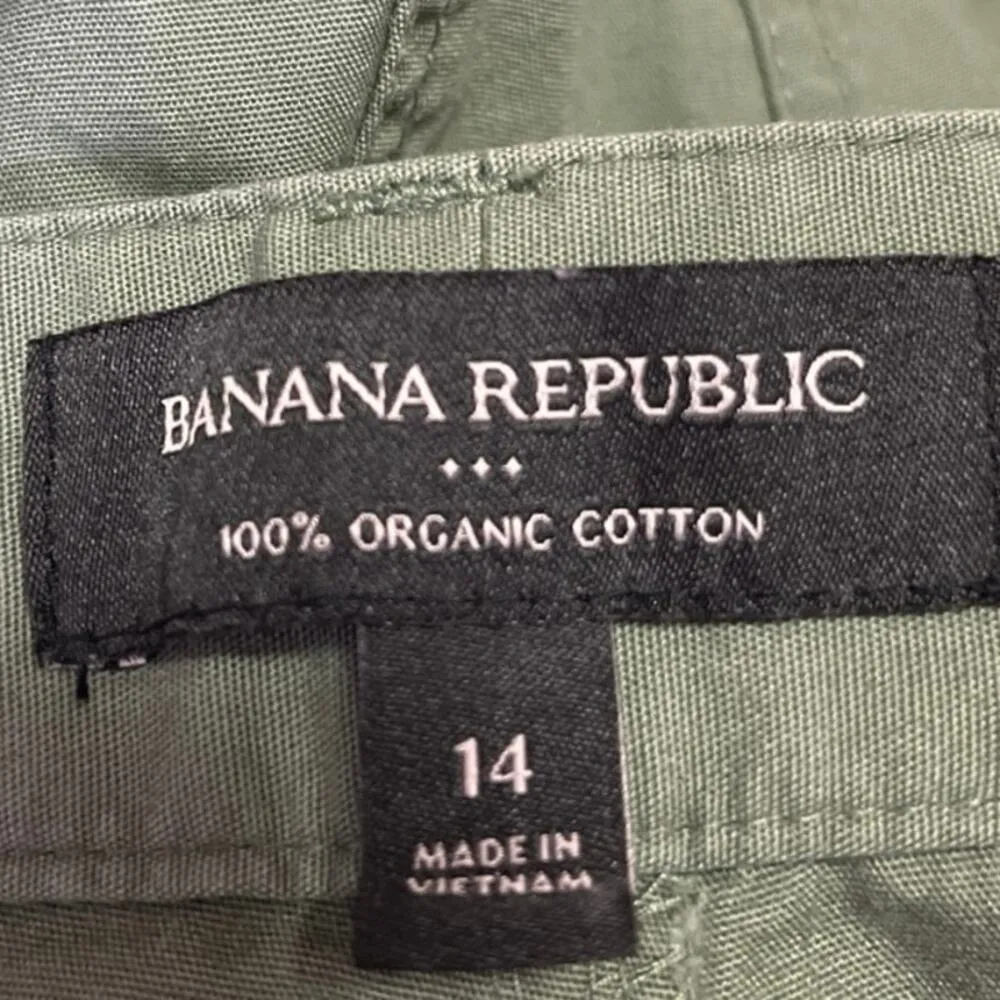 BANANA REPUBLIC
100% ORGANIC COTTON
14
MADE IN
VIETNAM